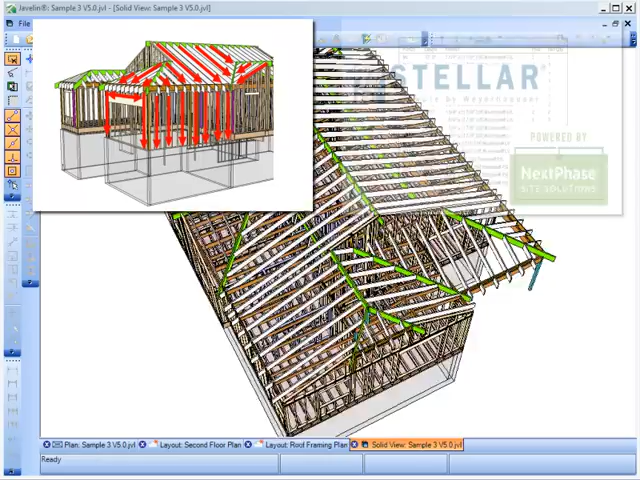 Javelin®: Sample 3 V5.0.jvl - [Solid View: Sample 3 V5.0.jvl]
File
STELLAR
by Weyerhaeuser
POWERED BY
NextPhase
SITE SOLUTIONS
Plan: Sample 3 V5.0.jvl
Layout: Second Floor Plan
Layout: Roof Framing Plan
Solid View: Sample 3 V5.0.jvl
Ready